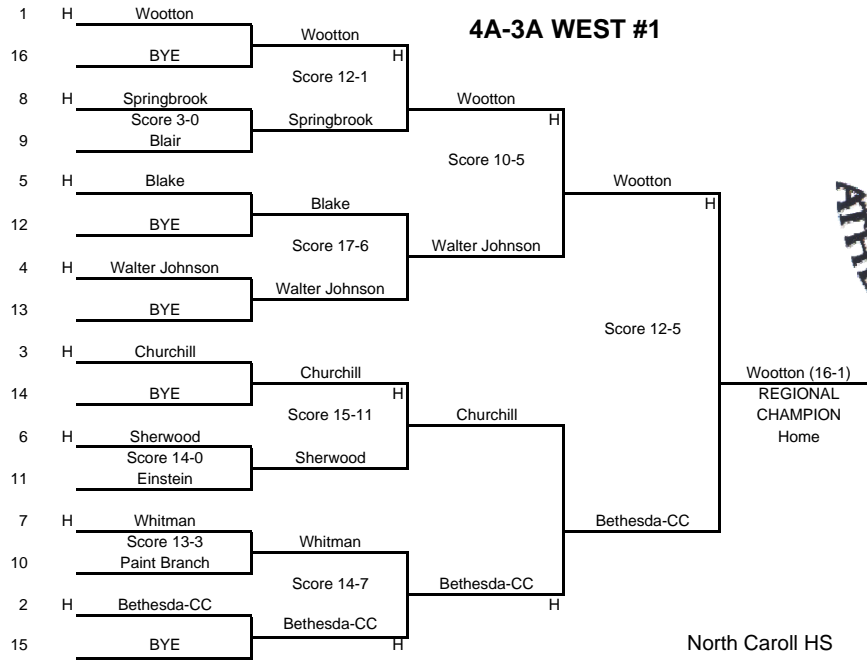 4A-3A WEST #1
1 H Wootton
Wootton
16 BYE
H
Score 12-1
8 H Springbrook
Wootton
Score 3-0
Springbrook
H
9 Blair
Score 10-5
5 H Blake
Wootton
Blake
H
12 BYE
Score 17-6
Walter Johnson
4 H Walter Johnson
Walter Johnson
13 BYE
Score 12-5
3 H Churchill
Churchill
Wootton (16-1)
14 BYE
H
REGIONAL
Score 15-11
Churchill
CHAMPION
6 H Sherwood
Home
Score 14-0
Sherwood
11 Einstein
7 H Whitman
Bethesda-CC
Score 13-3
Whitman
10 Paint Branch
Score 14-7
Bethesda-CC
2 H Bethesda-CC
H
Bethesda-CC
15 BYE
H
North Caroll HS